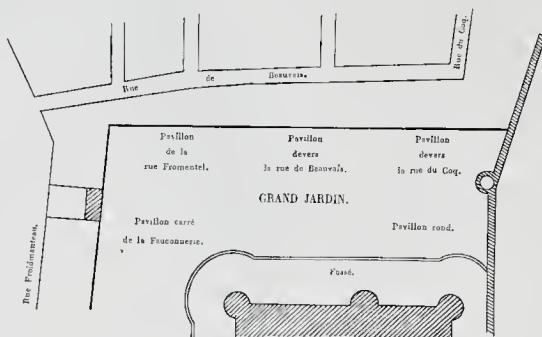 Rue du Coq.
Rue de Beauvais.
Pavillon
de la
rue Fromentel.
Pavillon
devers
la rue de Beauvais.
Pavillon
devers
la rue du Coq.
GRAND JARDIN.
Pavillon carré
de la Fauconnerie.
Pavillon rond.
Rue Froidmanteau.
Fossé.